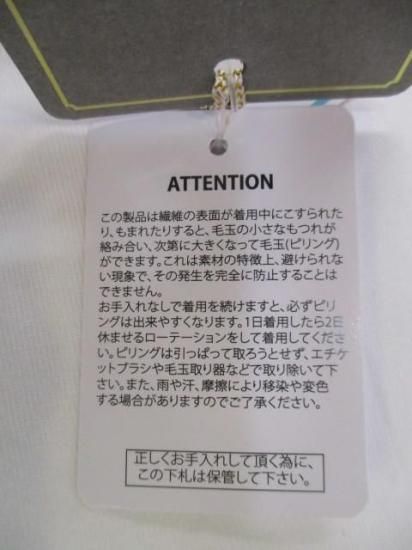 ATTENTION
この製品は繊維の表面が着用中にこすられた
り、もまれたりすると、毛玉の小さなもつれが
絡み合い、次第に大きくなって毛玉(ピリング)
ができます。これは素材の特徴上、避けられな
い現象で、その発生を完全に防止することは
できません。
お手入れなしで着用を続けますと、必ずピリ
ングは出来やすくなります。1日着用したら2日
休ませるローテーションをして着用してくださ
い。ピリングは引っぱって取ろうとせず、エチケ
ットブラシや毛玉取り器などで取り除いて下
さい。また、雨や汗、摩擦により移染や変色
する場合がありますのでご了承ください。
正しくお手入れして頂く為に、
この下札は保管して下さい。